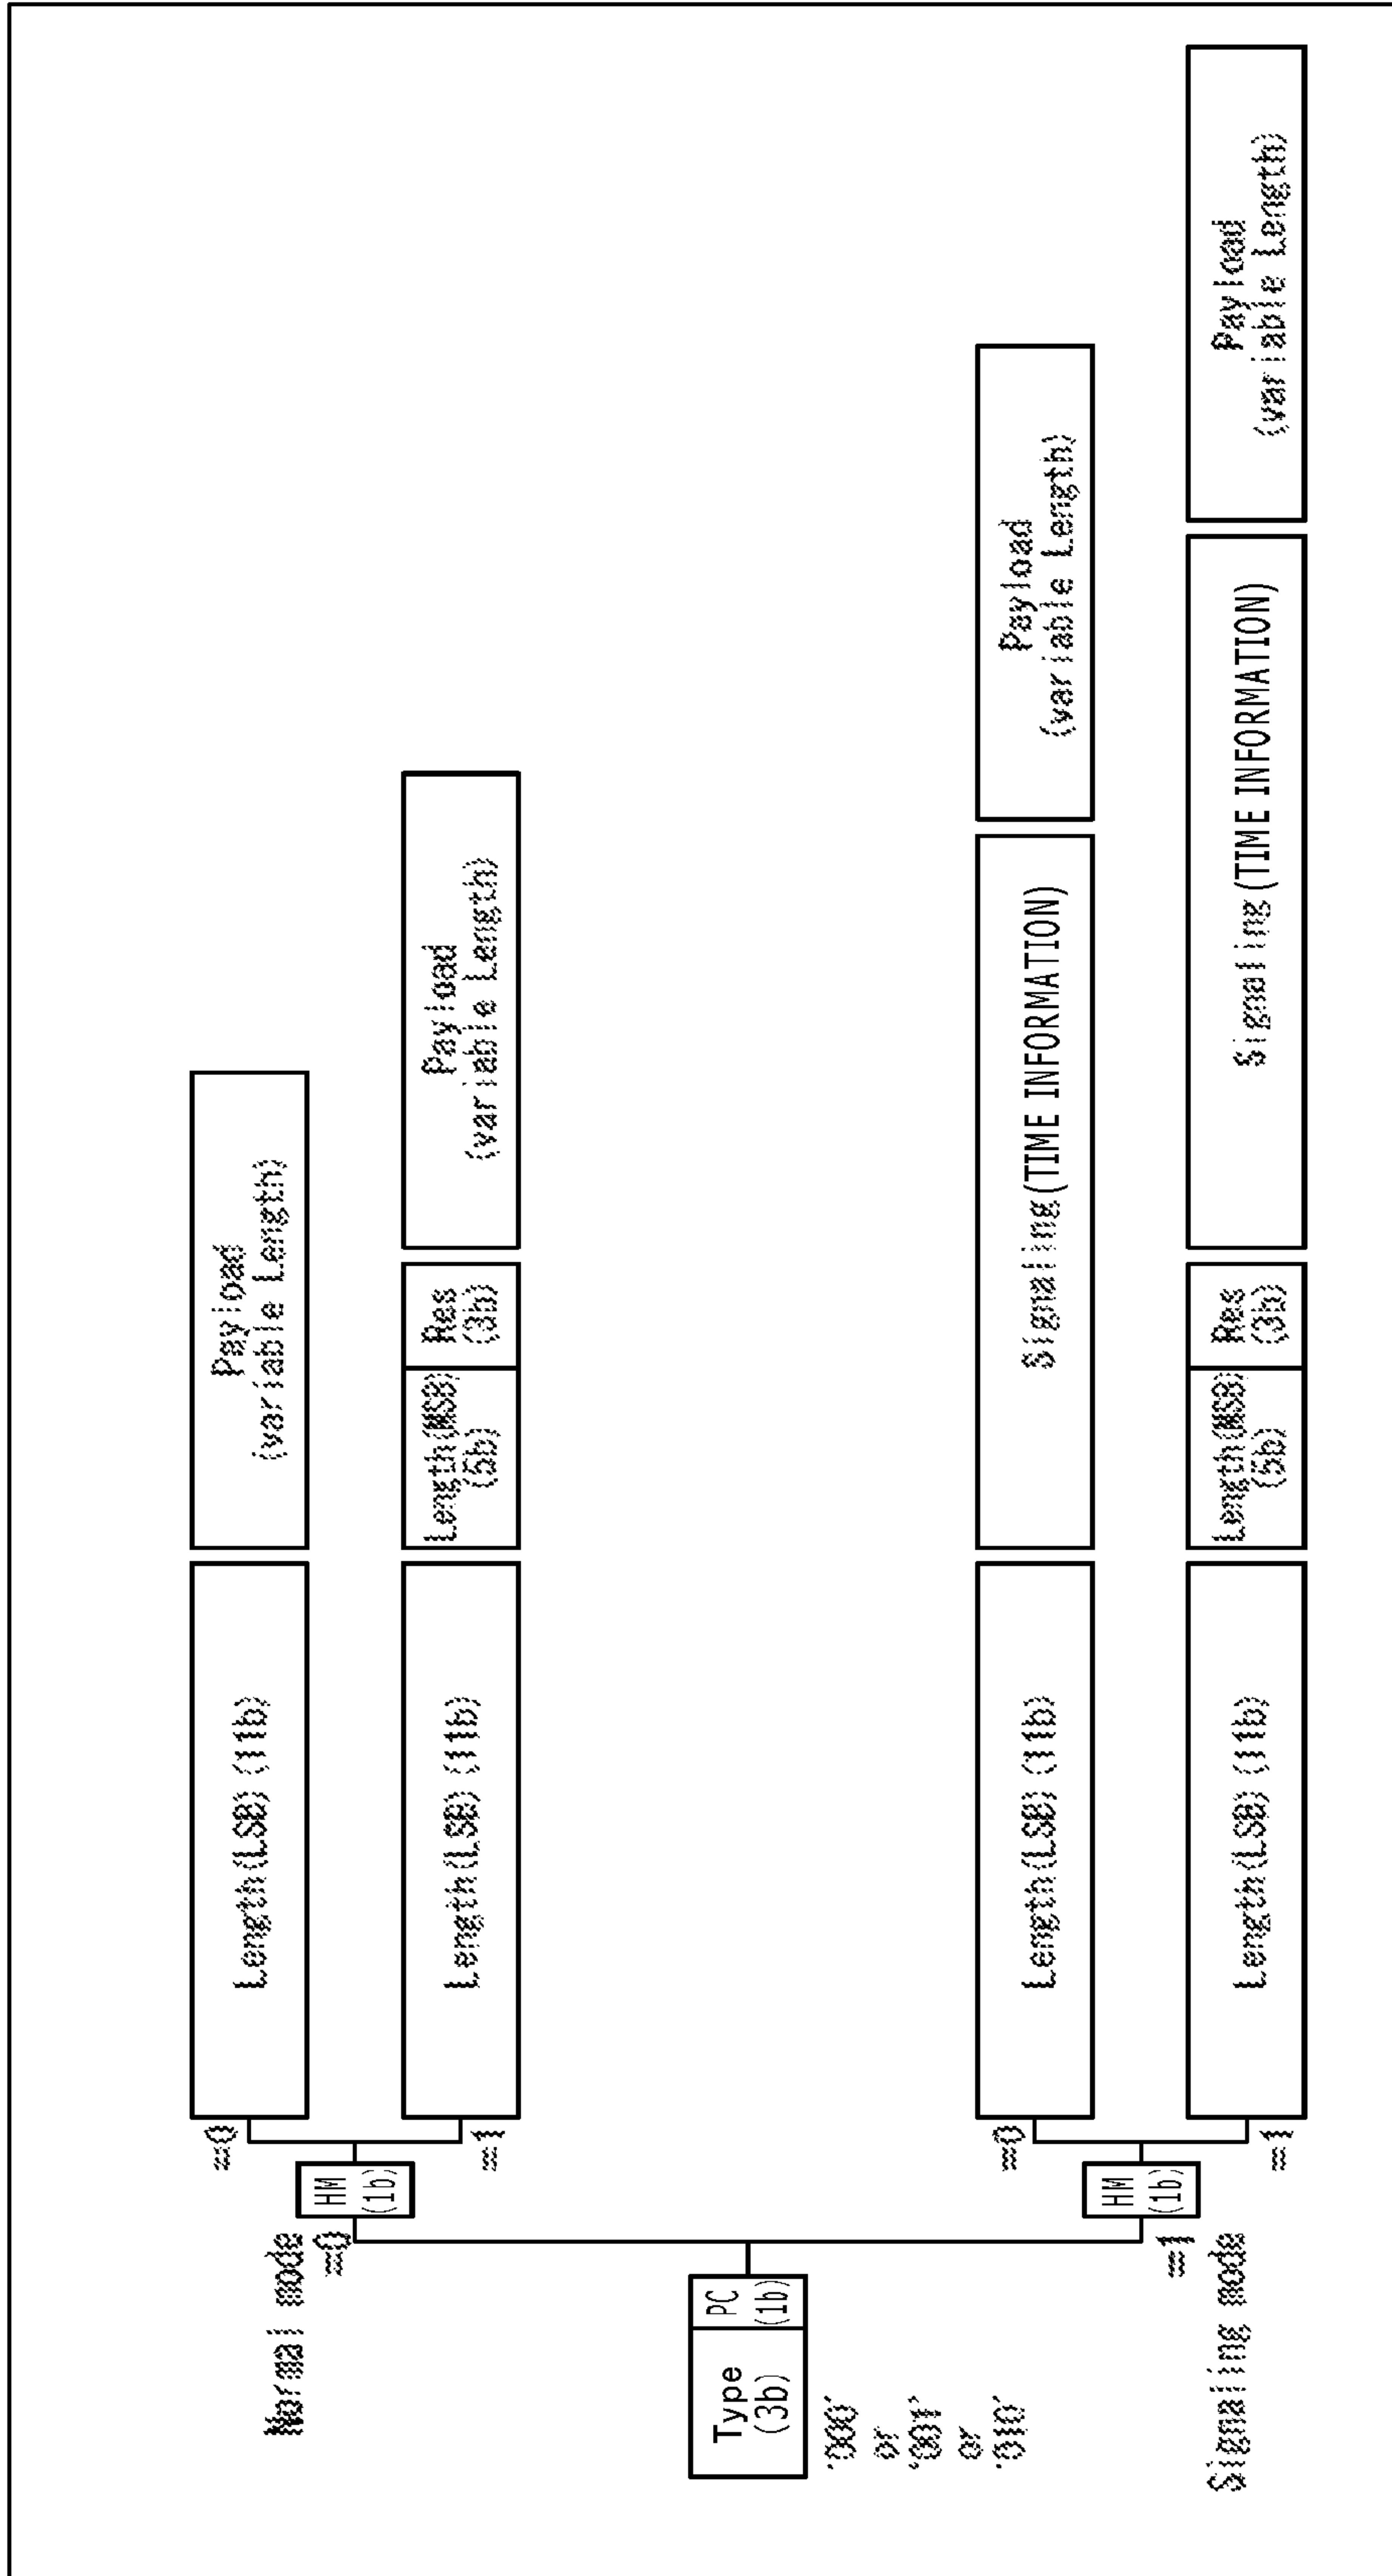 Normal mode
=0
HM
(1b)
=0
Length(LSB) (11b)
Payload
(variable Length)
=1
Length(LSB) (11b)
Length(MSB)
(5b)
Res
(3b)
Payload
(variable Length)
Type
(3b)
PC
(1b)
'000'
or
'001'
or
'010'
=1
Signaling mode
HM
(1b)
=0
Length(LSB) (11b)
Signaling(TIME INFORMATION)
Payload
(variable Length)
=1
Length(LSB) (11b)
Length(MSB)
(5b)
Res
(3b)
Signaling(TIME INFORMATION)
Payload
(variable Length)